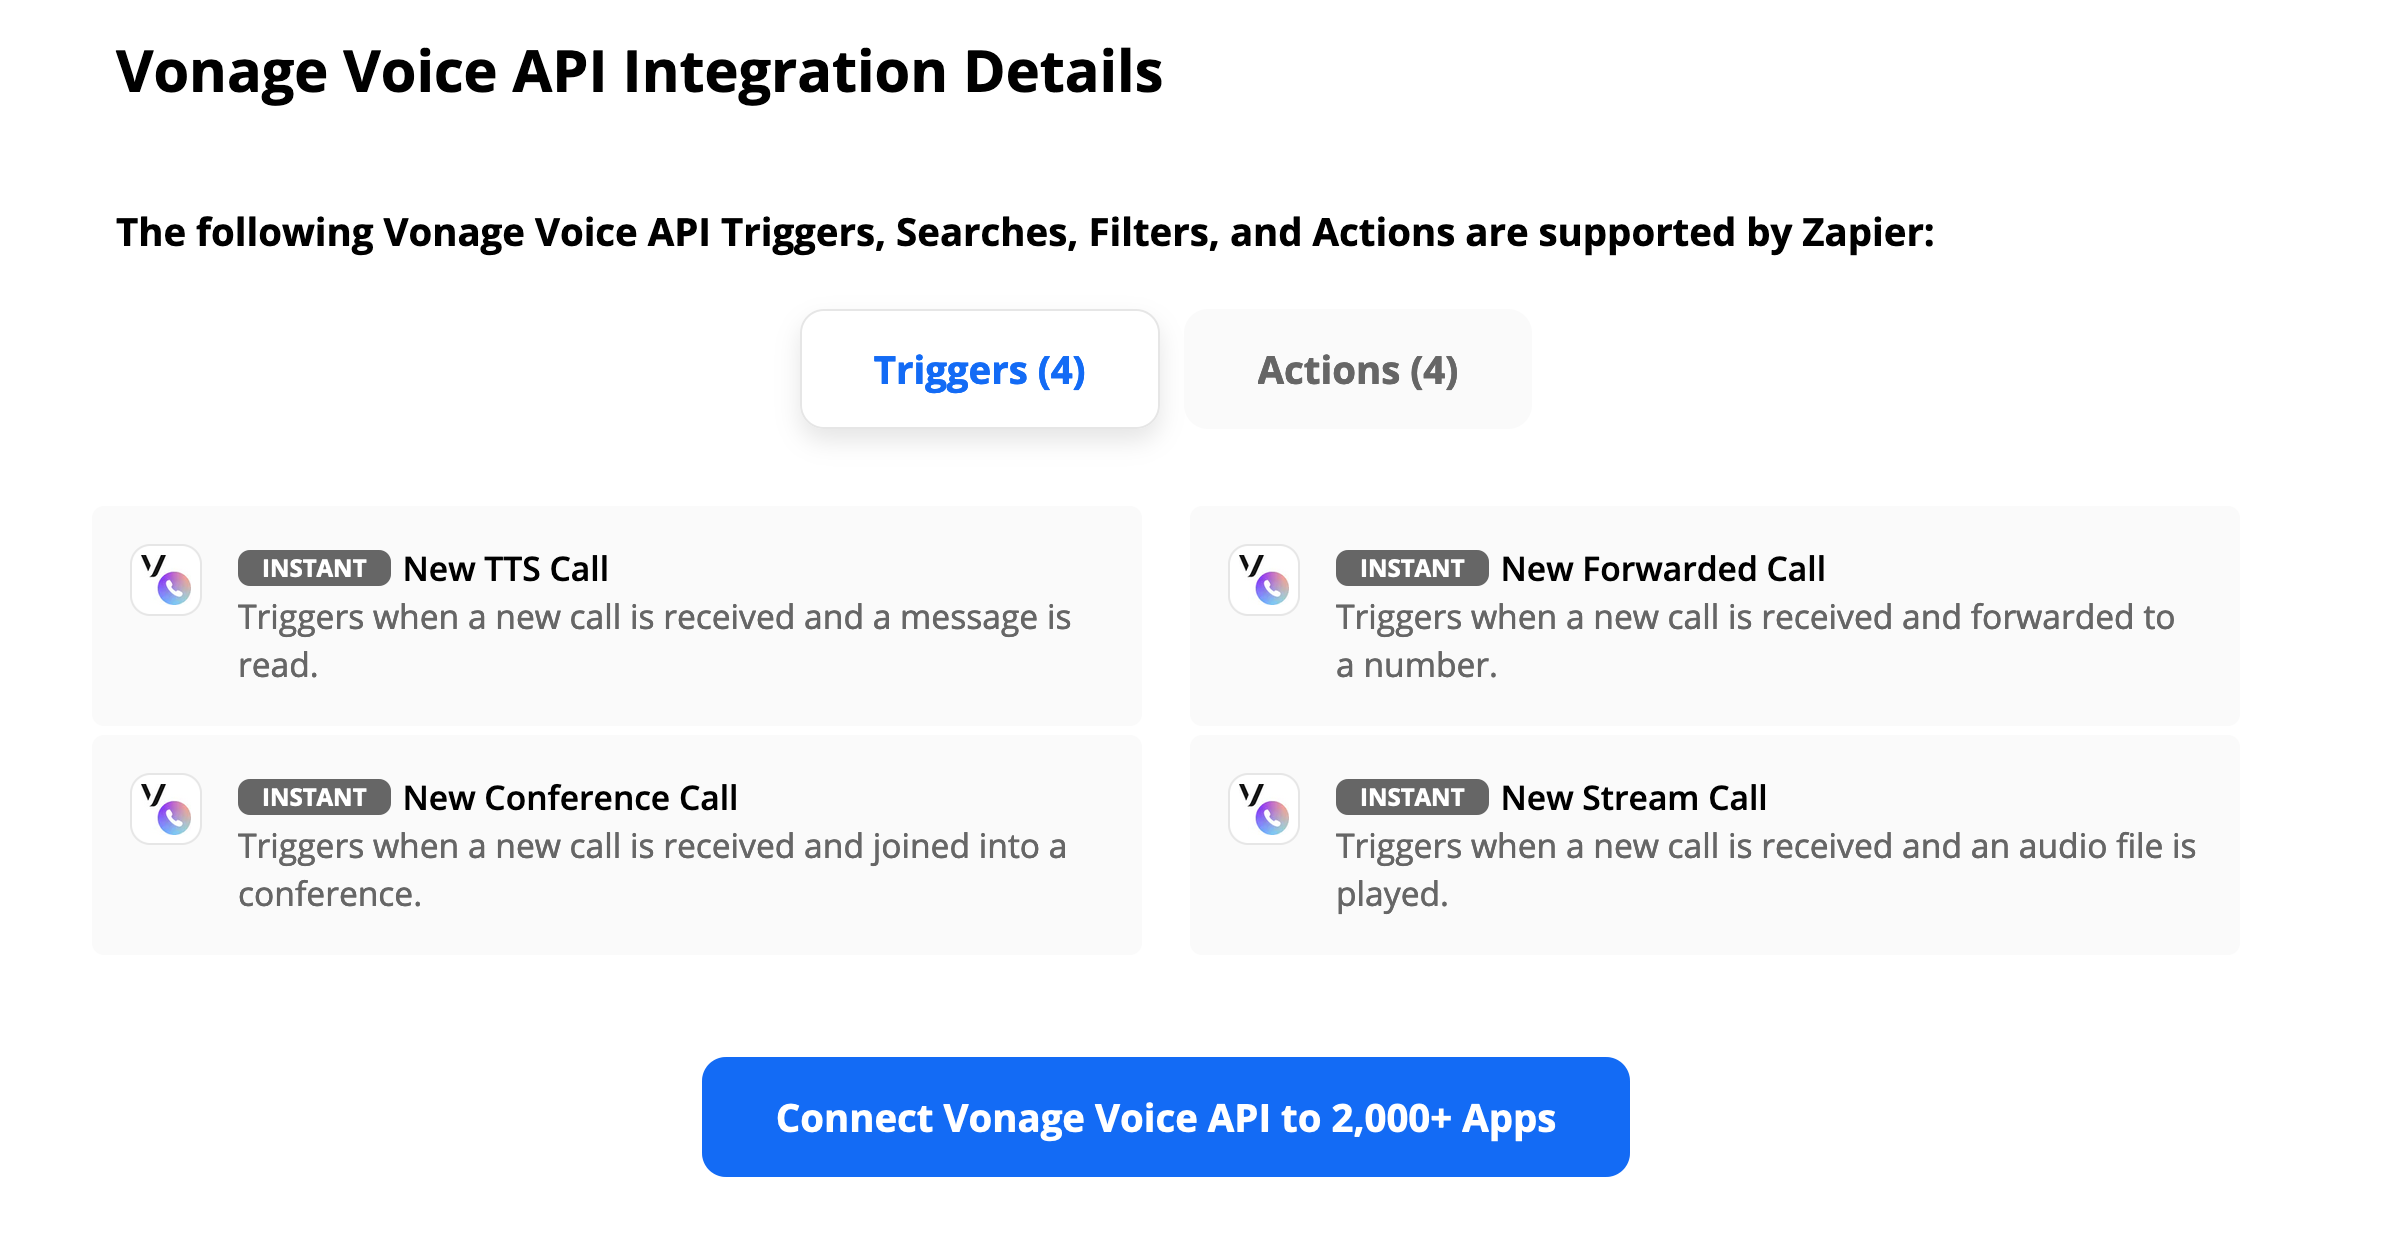 Vonage Voice API Integration Details
The following Vonage Voice API Triggers, Searches, Filters, and Actions are supported by Zapier:
Triggers (4)
Actions (4)
INSTANT New TTS Call
Triggers when a new call is received and a message is
read.
INSTANT New Forwarded Call
Triggers when a new call is received and forwarded to
a number.
INSTANT New Conference Call
Triggers when a new call is received and joined into a
conference.
INSTANT New Stream Call
Triggers when a new call is received and an audio file is
played.
Connect Vonage Voice API to 2,000+ Apps